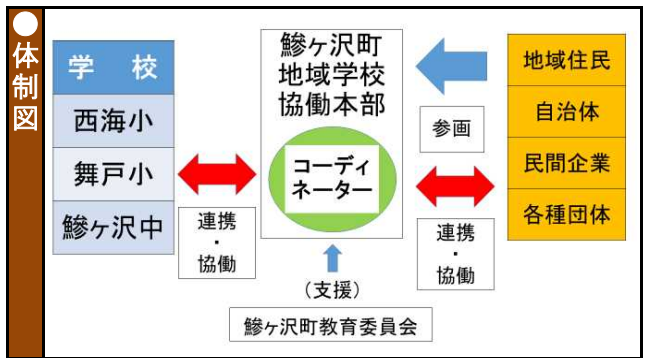 ●体制図
学 校
西海小
舞戸小
鰺ヶ沢中
連携
・
協働
鰺ヶ沢町
地域学校
協働本部
コーディ
ネーター
(支援)
鰺ヶ沢町教育委員会
参画
連携
・
協働
地域住民
自治体
民間企業
各種団体